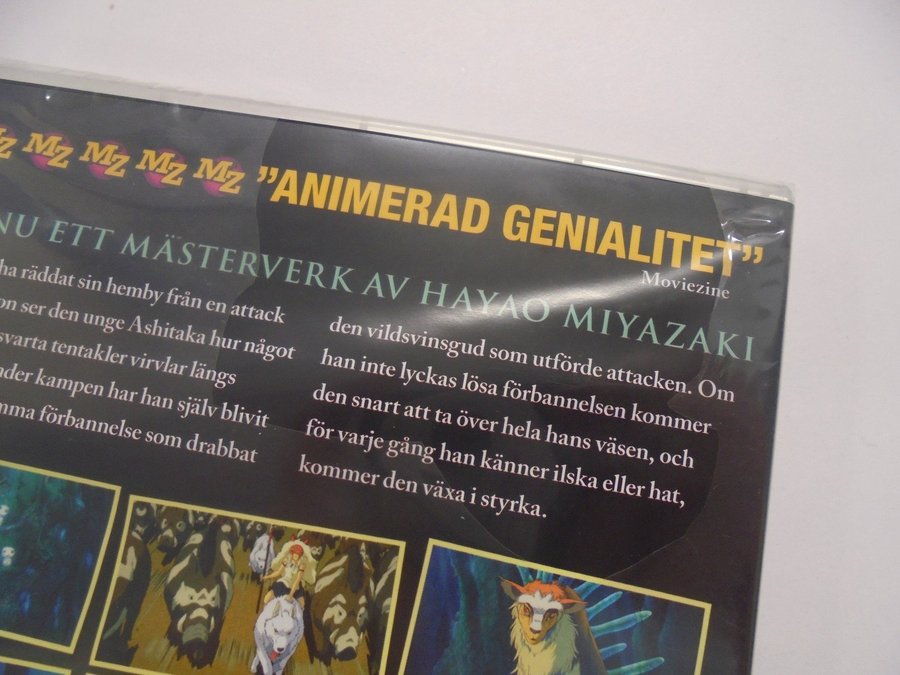 MZ MZ MZ MZ "ANIMERAD GENIALITET"
Moviezine
NU ETT MÄSTERVERK AV HAYAO MIYAZAKI
ha räddat sin hemby från en attack
on ser den unge Ashitaka hur något
svarta tentakler virvlar längs
nder kampen har han själv blivit
mma förbannelse som drabbat
den vildsvinsgud som utförde attacken. Om
han inte lyckas lösa förbannelsen kommer
den snart att ta över hela hans väsen, och
för varje gång han känner ilska eller hat,
kommer den växa i styrka.